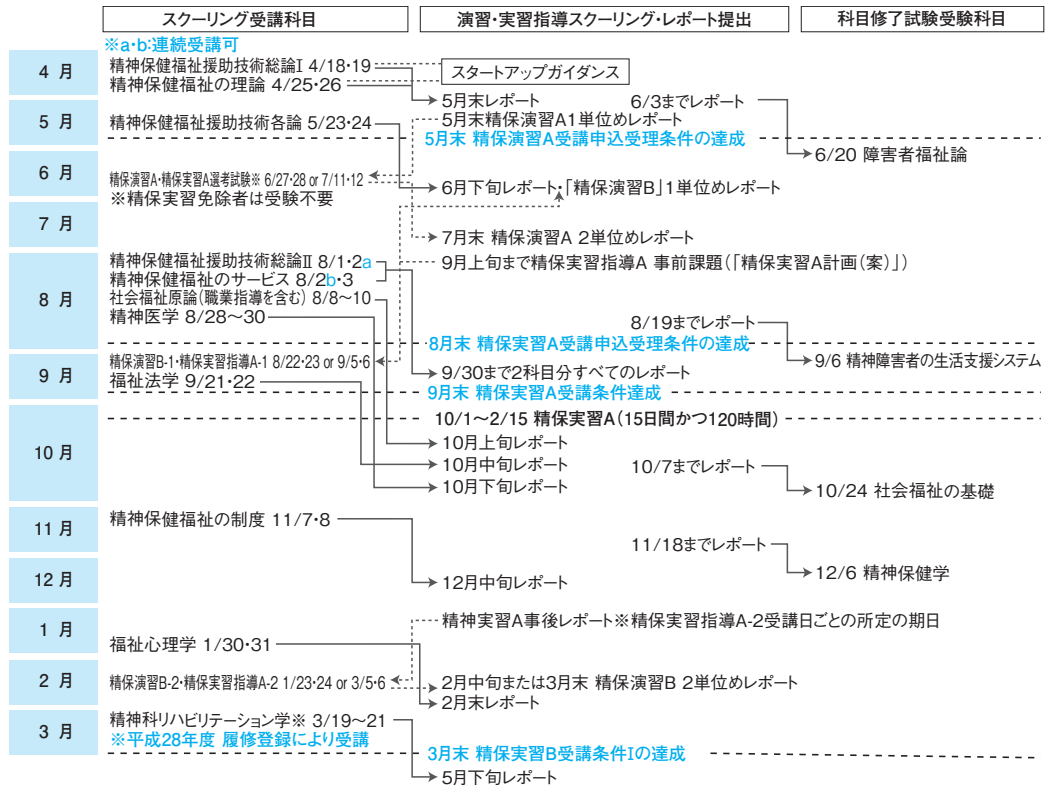 スクーリング受講科目
演習・実習指導スクーリング・レポート提出
科目修了試験受験科目
※a・b:連続受講可
4 月
精神保健福祉援助技術総論Ⅰ 4/18・19
スタートアップガイダンス
精神保健福祉の理論 4/25・26
5月末レポート
6/3までレポート
5 月
精神保健福祉援助技術各論 5/23・24
5月末精保演習A1単位めレポート
5月末 精保演習A受講申込受理条件の達成
6/20 障害者福祉論
6 月
精保演習A・精保実習A選考試験※ 6/27・28 or 7/11・12
※精保実習免除者は受験不要
6月下旬レポート・「精保演習B」1単位めレポート
7 月
7月末 精保演習A 2単位めレポート
8 月
精神保健福祉援助技術総論Ⅱ 8/1・2a
9月上旬まで精保実習指導A 事前課題(「精保実習A計画(案)」)
精神保健福祉のサービス 8/2b・3
社会福祉原論(職業指導を含む) 8/8〜10
精神医学 8/28〜30
8/19までレポート
8月末 精保実習A受講申込受理条件の達成
9 月
精保演習B-1・精保実習指導A-1 8/22・23 or 9/5・6
9/6 精神障害者の生活支援システム
福祉法学 9/21・22
9/30まで2科目分すべてのレポート
9月末 精保実習A受講条件達成
10/1〜2/15 精保実習A(15日間かつ120時間)
10 月
10月上旬レポート
10月中旬レポート
10/7までレポート
10月下旬レポート
10/24 社会福祉の基礎
11 月
精神保健福祉の制度 11/7・8
11/18までレポート
12 月
12月中旬レポート
12/6 精神保健学
1 月
精神実習A事後レポート※精保実習指導A-2受講日ごとの所定の期日
福祉心理学 1/30・31
2 月
精保演習B-2・精保実習指導A-2 1/23・24 or 3/5・6
2月中旬または3月末 精保演習B 2単位めレポート
2月末レポート
3 月
精神科リハビリテーション学※ 3/19〜21
※平成28年度 履修登録により受講
3月末 精保実習B受講条件Ⅰの達成
5月下旬レポート